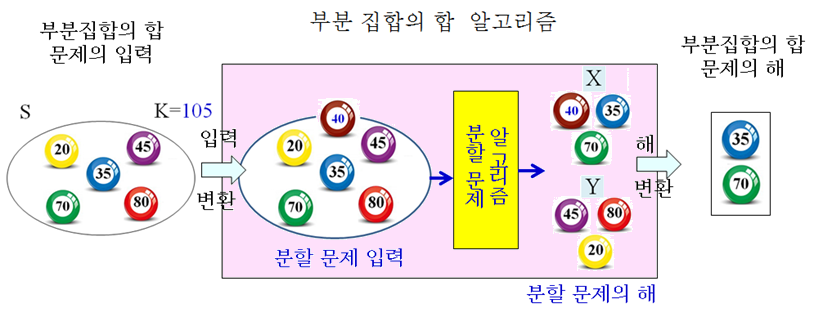 부분 집합의 합 알고리즘
부분집합의 합
문제의 입력
S
K=105
20
45
35
70
80
입력
변환
40
20
45
35
70
80
분할 문제 입력
분할 문제
알고리즘
X
40
35
70
Y
45
80
20
분할 문제의 해
해
변환
부분집합의 합
문제의 해
35
70